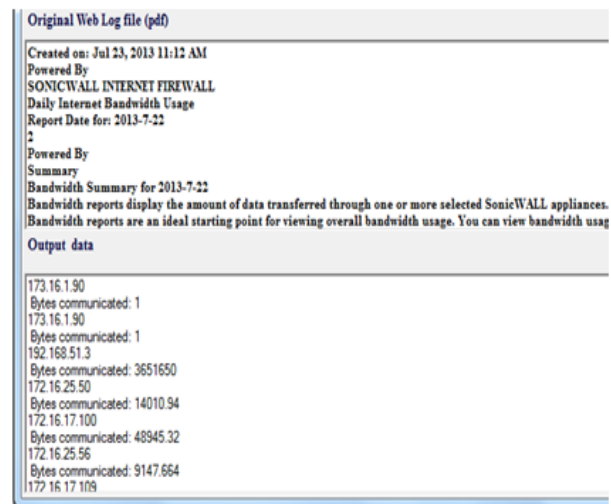 Original Web Log file (pdf)
Created on: Jul 23, 2013 11:12 AM
Powered By
SONICWALL INTERNET FIREWALL
Daily Internet Bandwidth Usage
Report Date for: 2013-7-22
2
Powered By
Summary
Bandwidth Summary for 2013-7-22
Bandwidth reports display the amount of data transferred through one or more selected SonicWALL appliances.
Bandwidth reports are an ideal starting point for viewing overall bandwidth usage. You can view bandwidth usag
Output data
173.16.1.90
Bytes communicated: 1
173.16.1.90
Bytes communicated: 1
192.168.51.3
Bytes communicated: 3651650
172.16.25.50
Bytes communicated: 14010.94
172.16.17.100
Bytes communicated: 48945.32
172.16.25.56
Bytes communicated: 9147.664
172.16.17.109